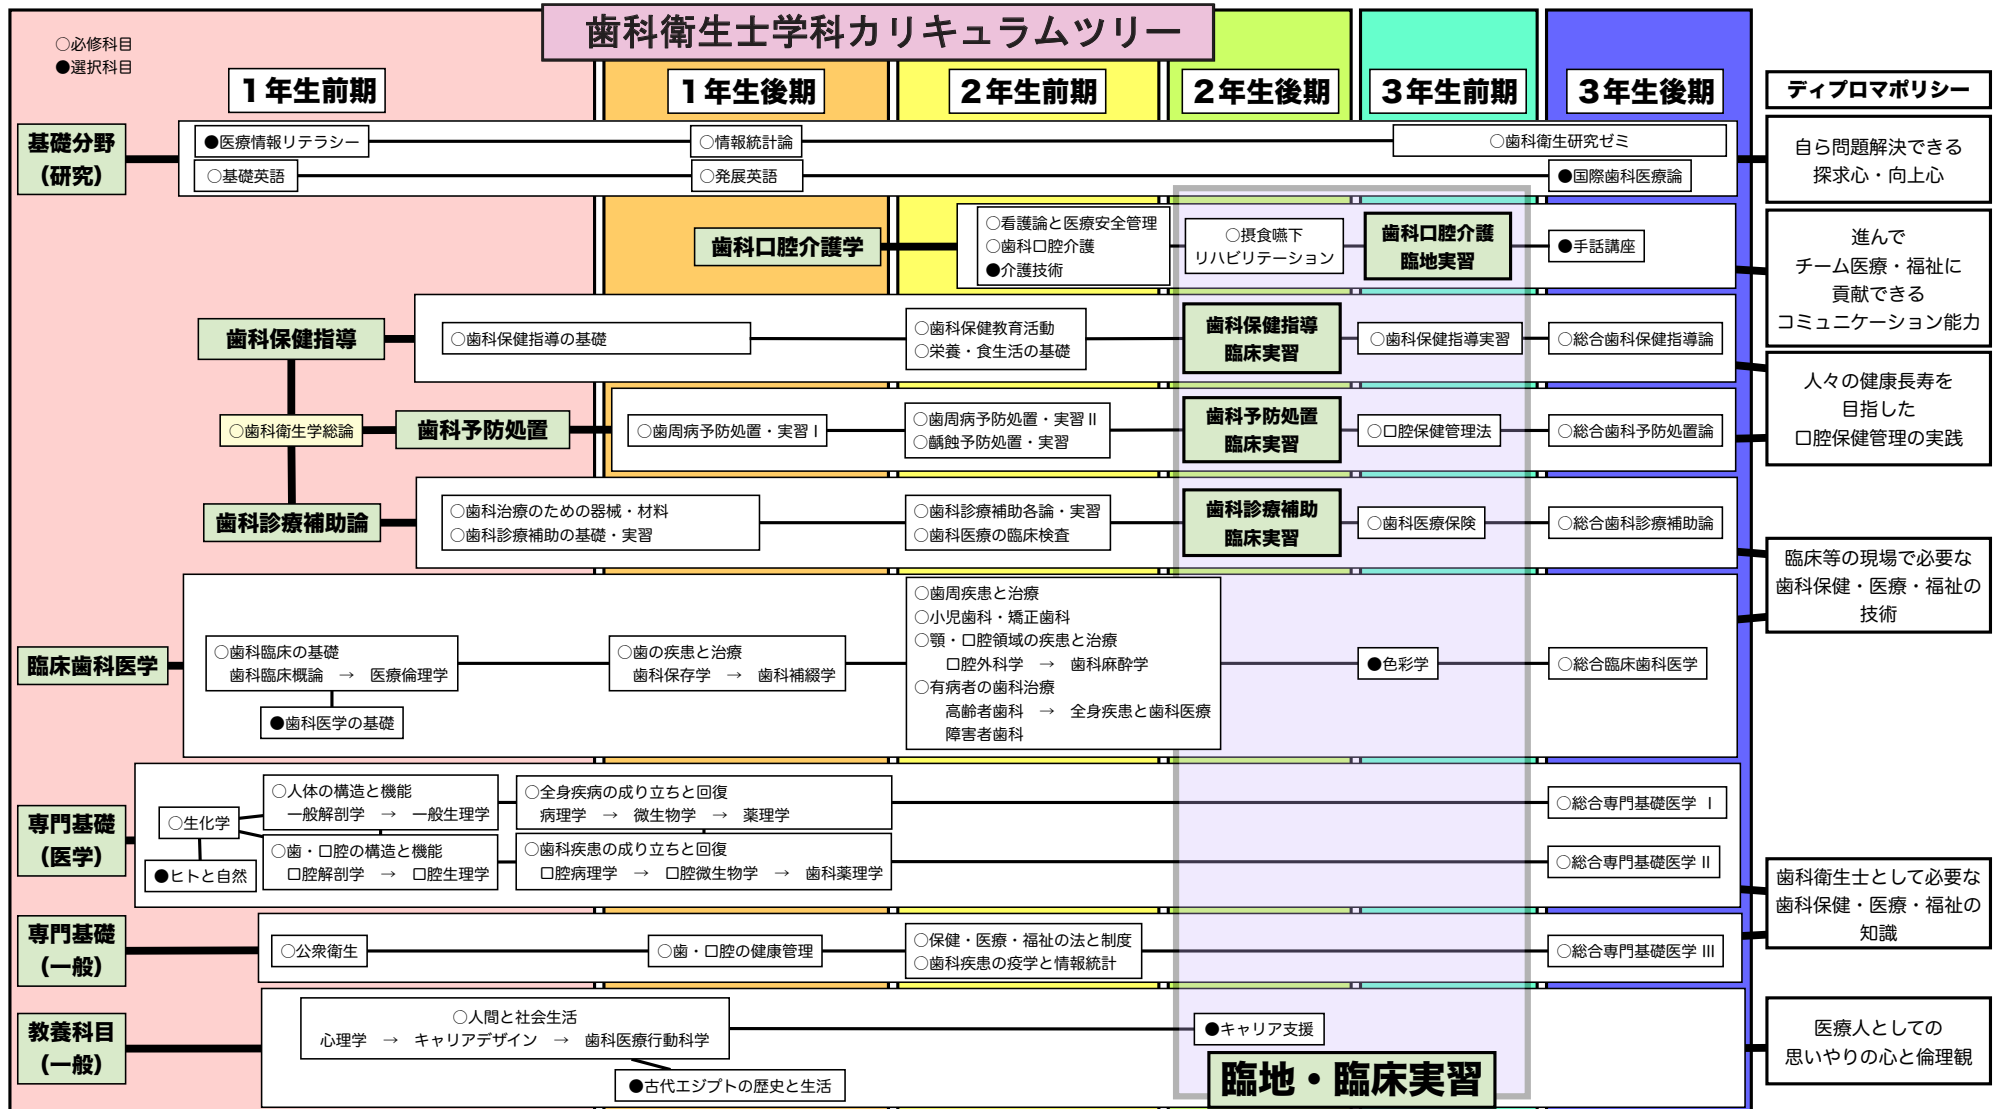 歯科衛生士学科カリキュラムツリー
○必修科目
●選択科目
１年生前期
１年生後期
２年生前期
２年生後期
３年生前期
３年生後期
ディプロマポリシー
基礎分野
（研究）
●医療情報リテラシー
○情報統計論
○歯科衛生研究ゼミ
○基礎英語
○発展英語
●国際歯科医療論
自ら問題解決できる
探求心・向上心
歯科口腔介護学
○看護論と医療安全管理
○歯科口腔介護
●介護技術
○摂食嚥下
リハビリテーション
歯科口腔介護
臨地実習
●手話講座
進んで
チーム医療・福祉に
貢献できる
コミュニケーション能力
歯科保健指導
○歯科保健指導の基礎
○歯科保健教育活動
○栄養・食生活の基礎
歯科保健指導
臨床実習
○歯科保健指導実習
○総合歯科保健指導論
人々の健康長寿を
目指した
口腔保健管理の実践
○歯科衛生学総論
歯科予防処置
○歯周病予防処置・実習Ⅰ
○歯周病予防処置・実習Ⅱ
○齲蝕予防処置・実習
歯科予防処置
臨床実習
○口腔保健管理法
○総合歯科予防処置論
歯科診療補助論
○歯科治療のための器械・材料
○歯科診療補助の基礎・実習
○歯科診療補助各論・実習
○歯科医療の臨床検査
歯科診療補助
臨床実習
○歯科医療保険
○総合歯科診療補助論
臨床等の現場で必要な
歯科保健・医療・福祉の
技術
臨床歯科医学
○歯科臨床の基礎
歯科臨床概論　→　医療倫理学
●歯科医学の基礎
○歯の疾患と治療
歯科保存学　→　歯科補綴学
○歯周疾患と治療
○小児歯科・矯正歯科
○顎・口腔領域の疾患と治療
口腔外科学　→　歯科麻酔学
○有病者の歯科治療
高齢者歯科　→　全身疾患と歯科医療
障害者歯科
●色彩学
○総合臨床歯科医学
専門基礎
（医学）
○生化学
●ヒトと自然
○人体の構造と機能
一般解剖学　→　一般生理学
○歯・口腔の構造と機能
口腔解剖学　→　口腔生理学
○全身疾病の成り立ちと回復
病理学　→　微生物学　→　薬理学
○歯科疾患の成り立ちと回復
口腔病理学　→　口腔微生物学　→　歯科薬理学
○総合専門基礎医学 Ⅰ
○総合専門基礎医学Ⅱ
歯科衛生士として必要な
歯科保健・医療・福祉の
知識
専門基礎
（一般）
○公衆衛生
○歯・口腔の健康管理
○保健・医療・福祉の法と制度
○歯科疾患の疫学と情報統計
○総合専門基礎医学 Ⅲ
教養科目
（一般）
○人間と社会生活
心理学　→　キャリアデザイン　→　歯科医療行動科学
●古代エジプトの歴史と生活
●キャリア支援
臨地・臨床実習
医療人としての
思いやりの心と倫理観